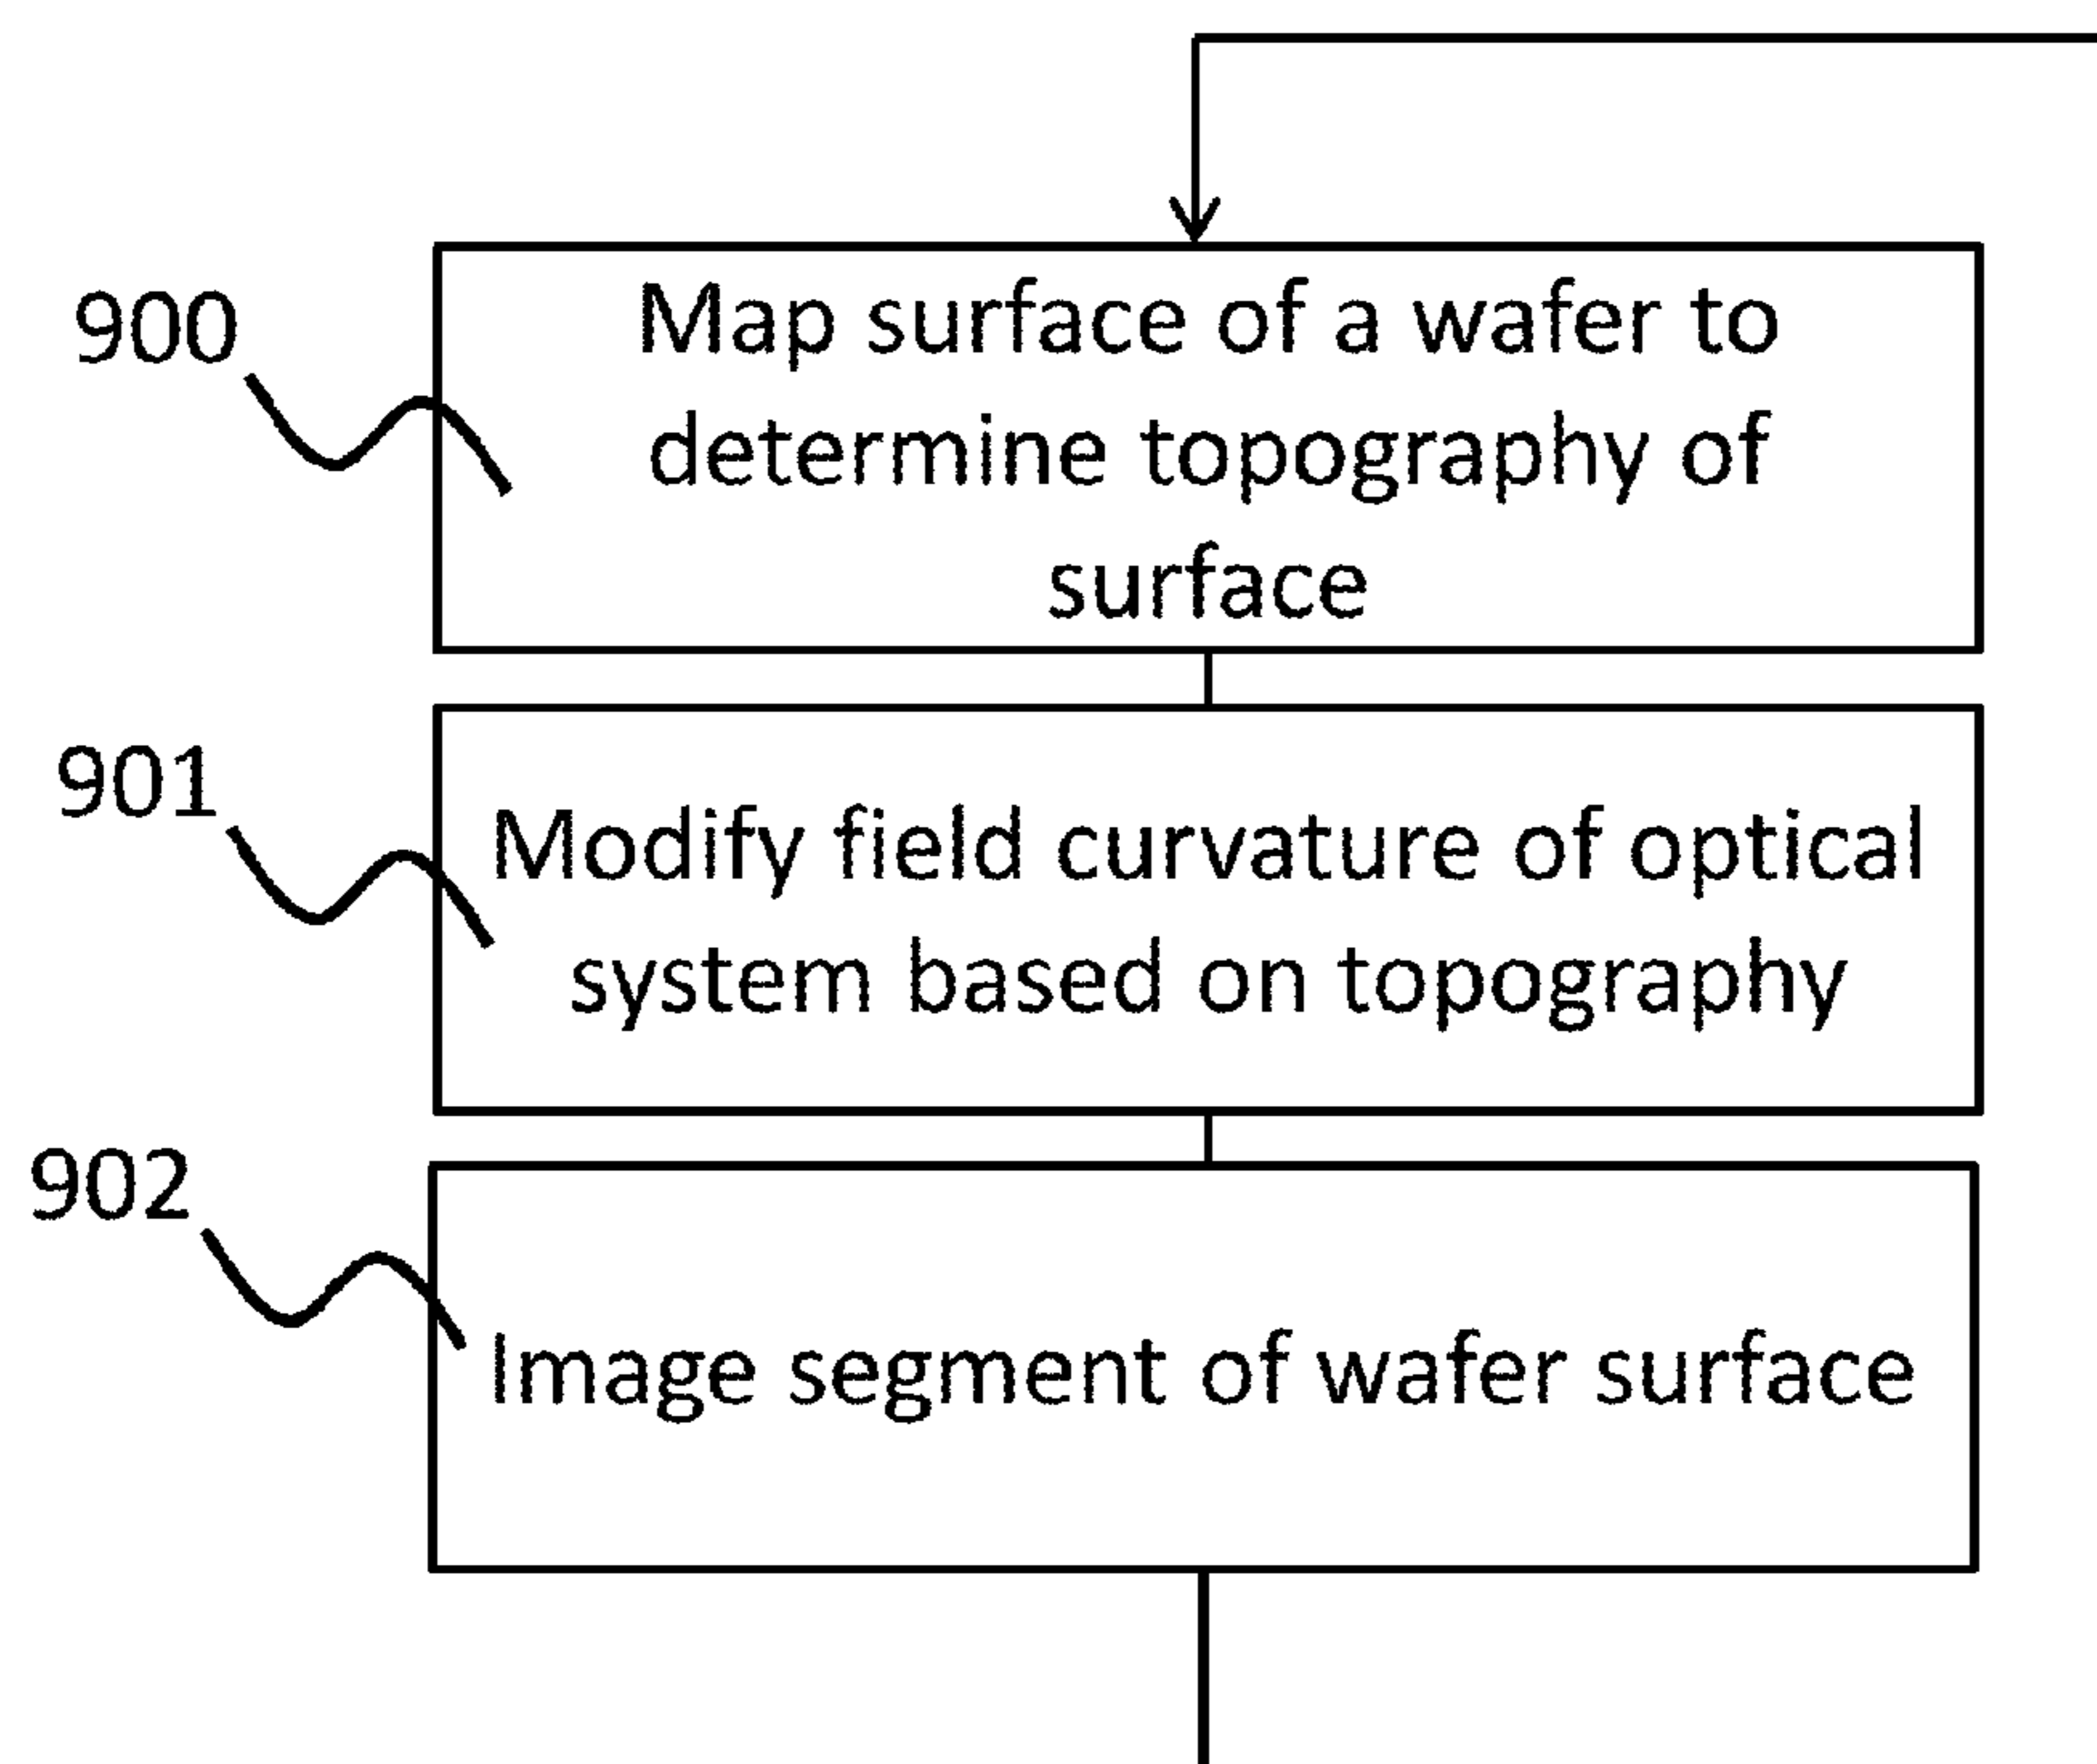 900
Map surface of a wafer to
determine topography of
surface
901
Modify field curvature of optical
system based on topography
902
Image segment of wafer surface